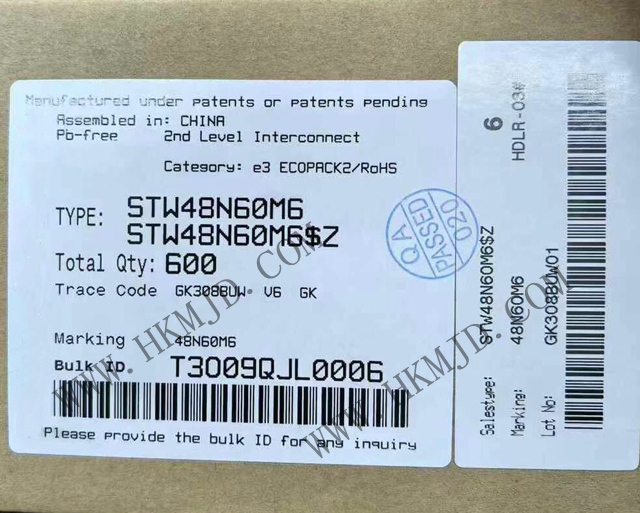 Manufactured under patents or patents pending
Assembled in: CHINA
Pb-free 2nd Level Interconnect
Category: e3 ECOPACK2/RoHS
TYPE: STW48N60M6
STW48N60M6$Z
Total Qty: 600
Trace Code GK308BUW V6 GK
Marking 48N60M6
Bulk ID T3009QJL0006
Please provide the bulk ID for any inquiry
QA
PASSED
020
6
HDLR-03#
Salestype: STW48N60M6$Z
Marking: 48N60M6
Lot No: GK308BUW01
WWW.HKMJD.COM
WWW.HKMJD.COM